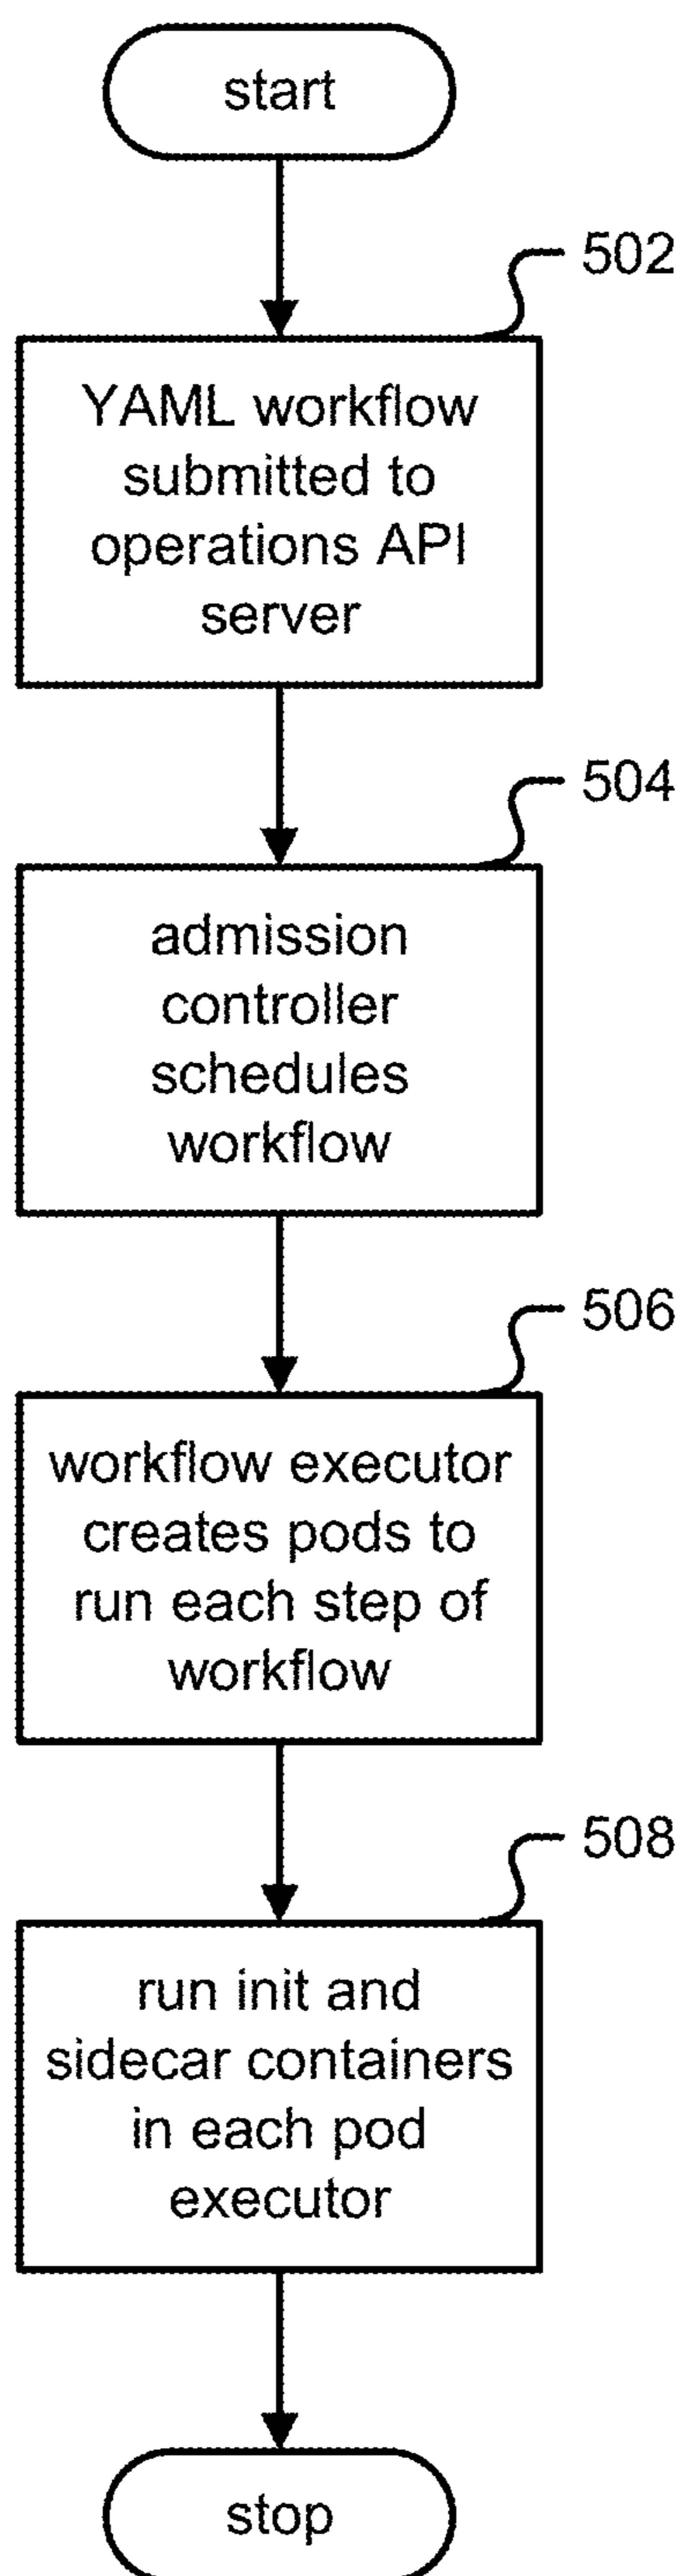 start
502
YAML workflow
submitted to
operations API
server
504
admission
controller
schedules
workflow
506
workflow executor
creates pods to
run each step of
workflow
508
run init and
sidecar containers
in each pod
executor
stop